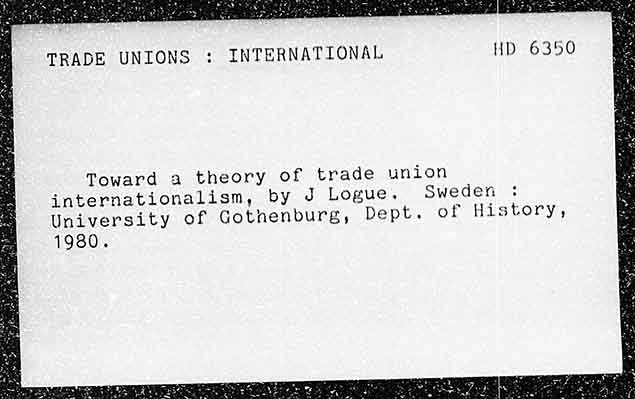 TRADE UNIONS : INTERNATIONAL HD 6350
Toward a theory of trade union
internationalism, by J Logue. Sweden :
University of Gothenburg, Dept. of History,
1980.